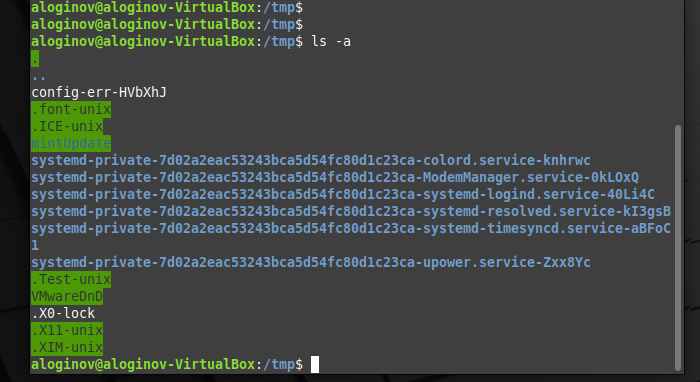 aloginov@aloginov-VirtualBox:/tmp$
aloginov@aloginov-VirtualBox:/tmp$
aloginov@aloginov-VirtualBox:/tmp$ ls -a
.
..
config-err-HVbXhJ
.font-unix
.ICE-unix
mintUpdate
systemd-private-7d02a2eac53243bca5d54fc80d1c23ca-colord.service-knhrwc
systemd-private-7d02a2eac53243bca5d54fc80d1c23ca-ModemManager.service-0kLOxQ
systemd-private-7d02a2eac53243bca5d54fc80d1c23ca-systemd-logind.service-40Li4C
systemd-private-7d02a2eac53243bca5d54fc80d1c23ca-systemd-resolved.service-kI3gsB
systemd-private-7d02a2eac53243bca5d54fc80d1c23ca-systemd-timesyncd.service-aBFoC
1
systemd-private-7d02a2eac53243bca5d54fc80d1c23ca-upower.service-Zxx8Yc
.Test-unix
VMwareDnD
.X0-lock
.X11-unix
.XIM-unix
aloginov@aloginov-VirtualBox:/tmp$